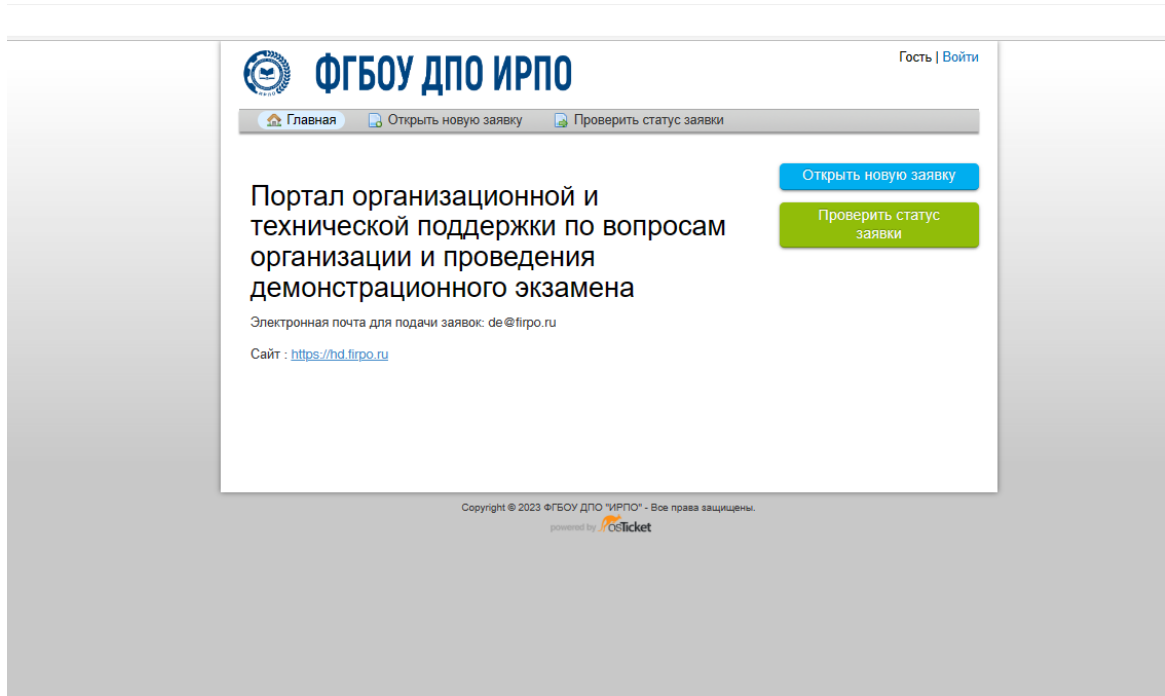 ФГБОУ ДПО ИРПО
Гость | Войти
Главная
Открыть новую заявку
Проверить статус заявки
Портал организационной и
технической поддержки по вопросам
организации и проведения
демонстрационного экзамена
Электронная почта для подачи заявок: de@firpo.ru
Сайт : https://hd.firpo.ru
Открыть новую заявку
Проверить статус
заявки
Copyright © 2023 ФГБОУ ДПО "ИРПО" - Все права защищены.
powered by osTicket